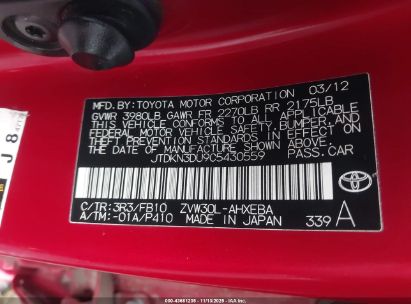 MFD. BY: TOYOTA MOTOR CORPORATION 03/12
GVWR 3980LB GAWR FR 2270LB RR 2175LB
THIS VEHICLE CONFORMS TO ALL APPLICABLE
FEDERAL MOTOR VEHICLE SAFETY, BUMPER, AND
THEFT PREVENTION STANDARDS IN EFFECT ON
THE DATE OF MANUFACTURE SHOWN ABOVE.
JTDKN3DU9C5430559 PASS.CAR
C/TR: 3R3/FB10 ZVW30L-AHXEBA
A/TM: -01A/P410 MADE IN JAPAN 339 A
TOYOTA
J 8